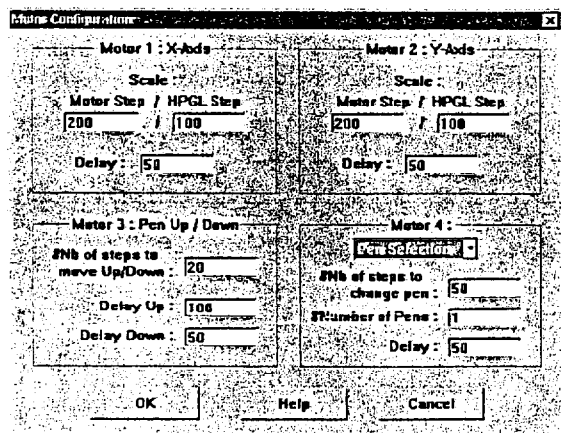 Motors Configuration
Motor 1 : X-Axis
Scale :
Motor Step / HPGL Step
200 / 100
Delay : 50
Motor 2 : Y-Axis
Scale :
Motor Step / HPGL Step
200 / 100
Delay : 50
Motor 3 : Pen Up / Down
#Nb of steps to
move Up/Down : 20
Delay Up : 100
Delay Down : 50
Motor 4 :
Pen Selection
#Nb of steps to
change pen : 50
#Number of Pens : 1
Delay : 50
OK Help Cancel